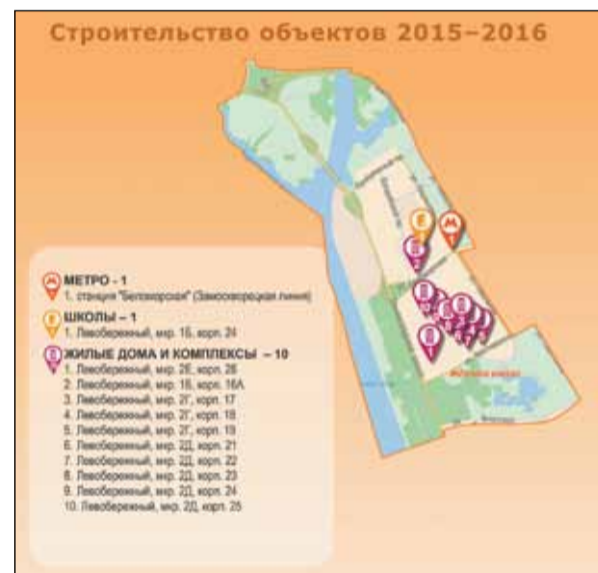 Строительство объектов 2015–2016
МЕТРО - 1
1. станция "Беломорская" (Замоскворецкая линия)
ШКОЛЫ – 1
1. Левобережный, мкр. 1Б, корп. 24
ЖИЛЫЕ ДОМА И КОМПЛЕКСЫ – 10
1. Левобережный, мкр. 2Е, корп. 26
2. Левобережный, мкр. 1Б, корп. 16А
3. Левобережный, мкр. 2Г, корп. 17
4. Левобережный, мкр. 2Г, корп. 18
5. Левобережный, мкр. 2Г, корп. 19
6. Левобережный, мкр. 2Д, корп. 21
7. Левобережный, мкр. 2Д, корп. 22
8. Левобережный, мкр. 2Д, корп. 23
9. Левобережный, мкр. 2Д, корп. 24
10. Левобережный, мкр. 2Д, корп. 25